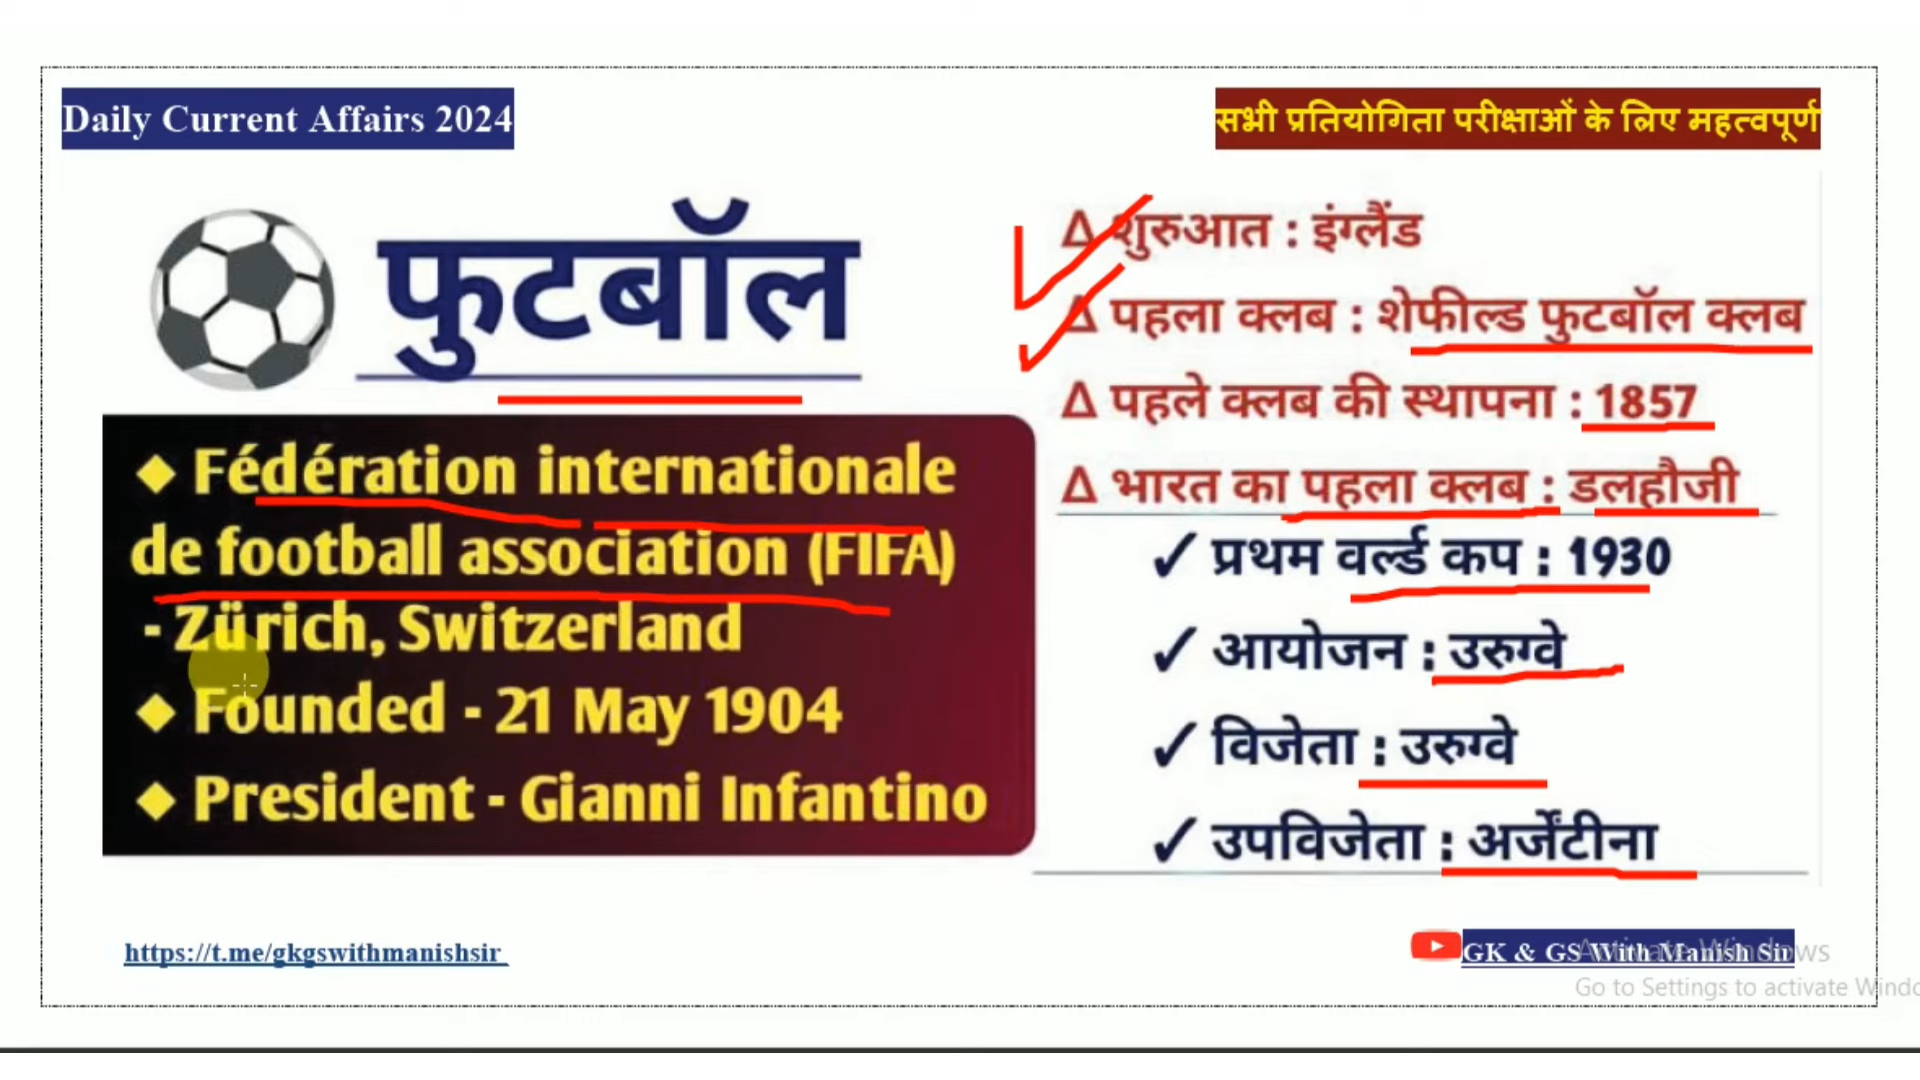 Daily Current Affairs 2024
सभी प्रतियोगिता परीक्षाओं के लिए महत्वपूर्ण
फुटबॉल
◆ Fédération internationale
de football association (FIFA)
- Zürich, Switzerland
◆ Founded - 21 May 1904
◆ President - Gianni Infantino
∆ शुरुआत : इंग्लैंड
∆ पहला क्लब : शेफील्ड फुटबॉल क्लब
∆ पहले क्लब की स्थापना : 1857
∆ भारत का पहला क्लब : डलहौजी
✓ प्रथम वर्ल्ड कप : 1930
✓ आयोजन : उरुग्वे
✓ विजेता : उरुग्वे
✓ उपविजेता : अर्जेंटीना
https://t.me/gkgswithmanishsir
GK & GS With Manish Sir
Activate Windows
Go to Settings to activate Windo